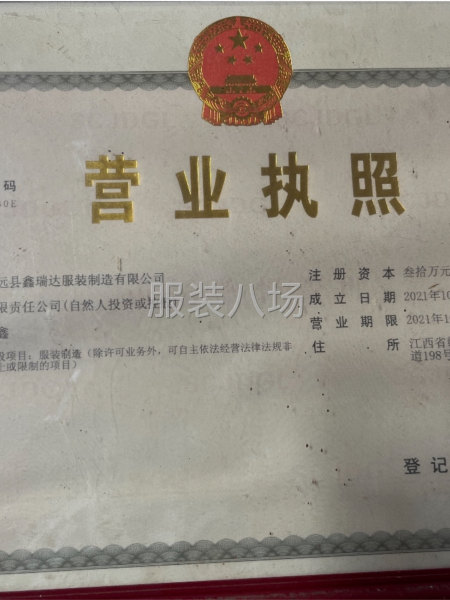 营业执照
码
30E
远县鑫瑞达服装制造有限公司
限责任公司(自然人投资或
鑫
设项目：服装制造（除许可业务外，可自主依法经营法律法规非
止或限制的项目）
注册资本 叁拾万元
成立日期 2021年10
营业期限 2021年1
住所 江西省
道198号
登记
服装八场